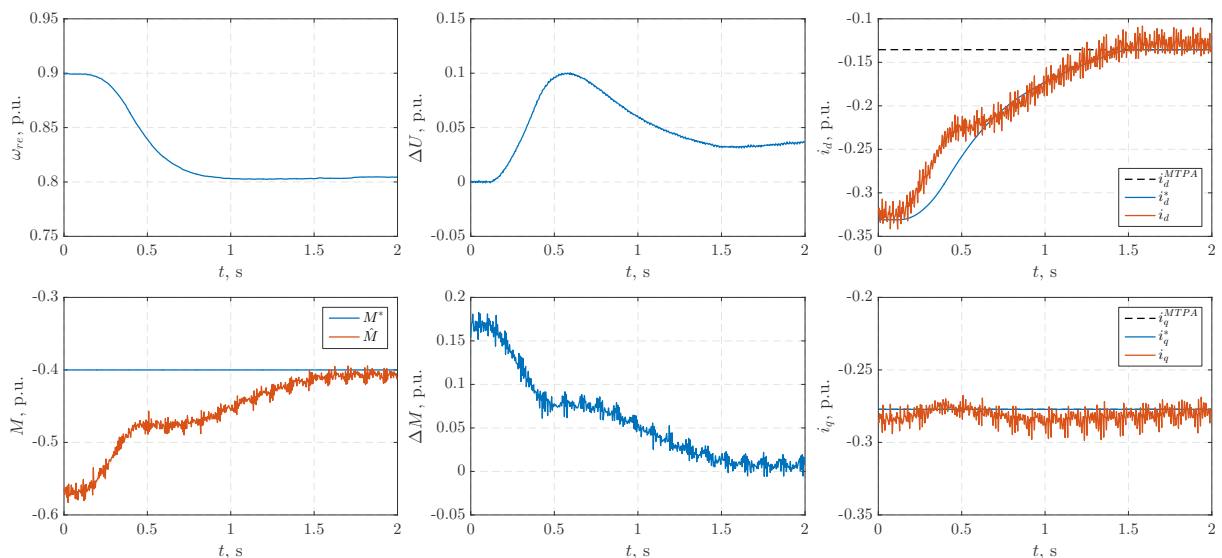 0.95
0.9
0.85
0.8
0.75
ω_re, p.u.
0 0.5 1 1.5 2
t, s
0.15
0.1
0.05
0
-0.05
ΔU, p.u.
0 0.5 1 1.5 2
t, s
-0.1
-0.15
-0.2
-0.25
-0.3
-0.35
i_d, p.u.
i_d^MTPA
i_d^*
i_d
0 0.5 1 1.5 2
t, s
-0.3
-0.4
-0.5
-0.6
M, p.u.
M^*
M̂
0 0.5 1 1.5 2
t, s
0.2
0.15
0.1
0.05
0
-0.05
ΔM, p.u.
0 0.5 1 1.5 2
t, s
-0.2
-0.25
-0.3
-0.35
i_q, p.u.
i_q^MTPA
i_q^*
i_q
0 0.5 1 1.5 2
t, s